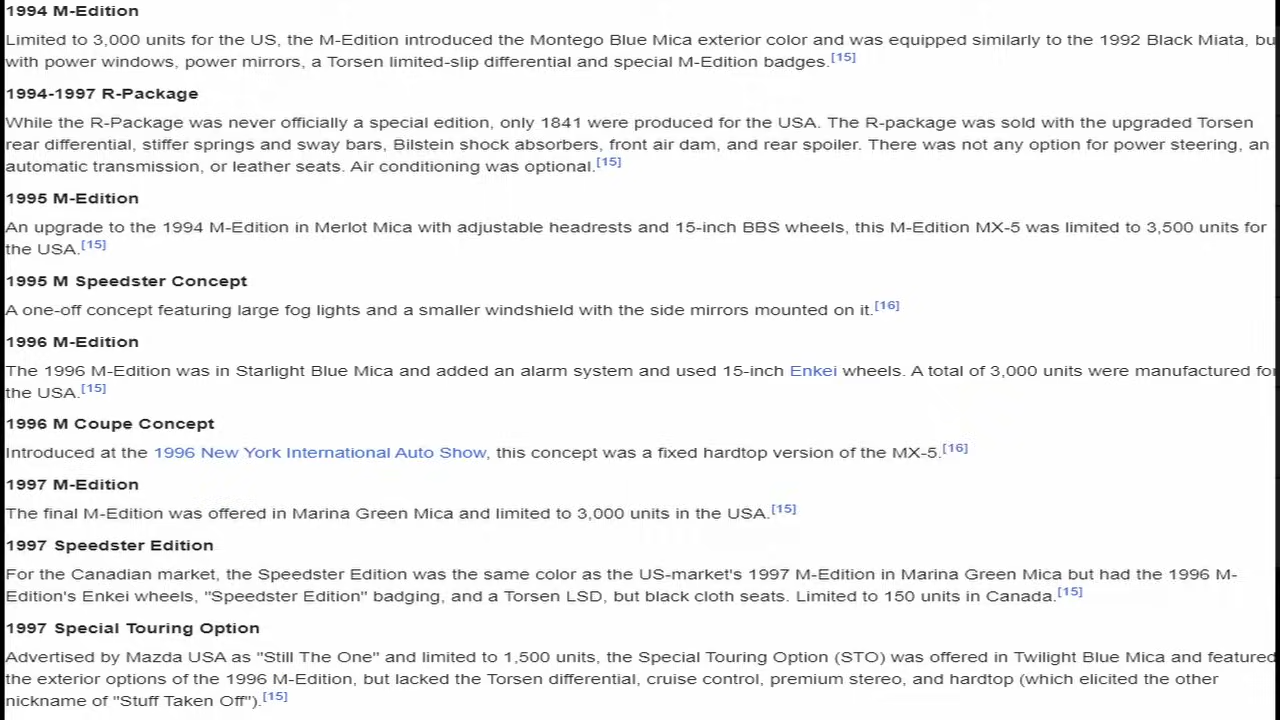 1994 M-Edition
Limited to 3,000 units for the US, the M-Edition introduced the Montego Blue Mica exterior color and was equipped similarly to the 1992 Black Miata, bu
with power windows, power mirrors, a Torsen limited-slip differential and special M-Edition badges.[15]
1994-1997 R-Package
While the R-Package was never officially a special edition, only 1841 were produced for the USA. The R-package was sold with the upgraded Torsen
rear differential, stiffer springs and sway bars, Bilstein shock absorbers, front air dam, and rear spoiler. There was not any option for power steering, an
automatic transmission, or leather seats. Air conditioning was optional.[15]
1995 M-Edition
An upgrade to the 1994 M-Edition in Merlot Mica with adjustable headrests and 15-inch BBS wheels, this M-Edition MX-5 was limited to 3,500 units for
the USA.[15]
1995 M Speedster Concept
A one-off concept featuring large fog lights and a smaller windshield with the side mirrors mounted on it.[16]
1996 M-Edition
The 1996 M-Edition was in Starlight Blue Mica and added an alarm system and used 15-inch Enkei wheels. A total of 3,000 units were manufactured for
the USA.[15]
1996 M Coupe Concept
Introduced at the 1996 New York International Auto Show, this concept was a fixed hardtop version of the MX-5.[16]
1997 M-Edition
The final M-Edition was offered in Marina Green Mica and limited to 3,000 units in the USA.[15]
1997 Speedster Edition
For the Canadian market, the Speedster Edition was the same color as the US-market's 1997 M-Edition in Marina Green Mica but had the 1996 M-
Edition's Enkei wheels, "Speedster Edition" badging, and a Torsen LSD, but black cloth seats. Limited to 150 units in Canada.[15]
1997 Special Touring Option
Advertised by Mazda USA as "Still The One" and limited to 1,500 units, the Special Touring Option (STO) was offered in Twilight Blue Mica and featured
the exterior options of the 1996 M-Edition, but lacked the Torsen differential, cruise control, premium stereo, and hardtop (which elicited the other
nickname of "Stuff Taken Off").[15]